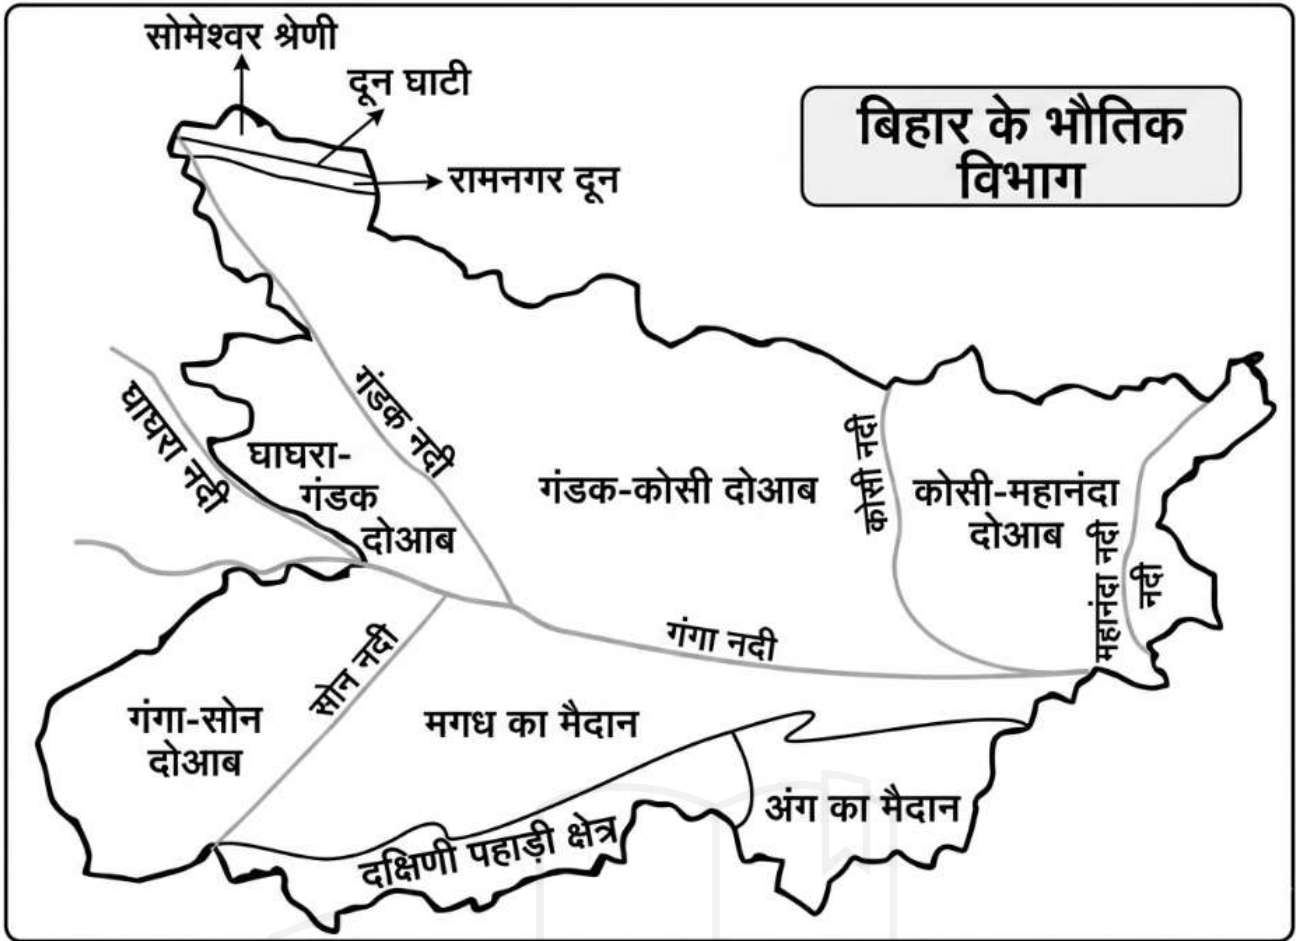 सोमेश्वर श्रेणी
दून घाटी
बिहार के भौतिक
विभाग
रामनगर दून
घाघरा नदी
गंडक नदी
घाघरा-
गंडक
दोआब
गंडक-कोसी दोआब
कोसी नदी
कोसी-महानंदा
दोआब
महानंदा नदी
नदी
गंगा नदी
सोन नदी
गंगा-सोन
दोआब
मगध का मैदान
अंग का मैदान
दक्षिणी पहाड़ी क्षेत्र